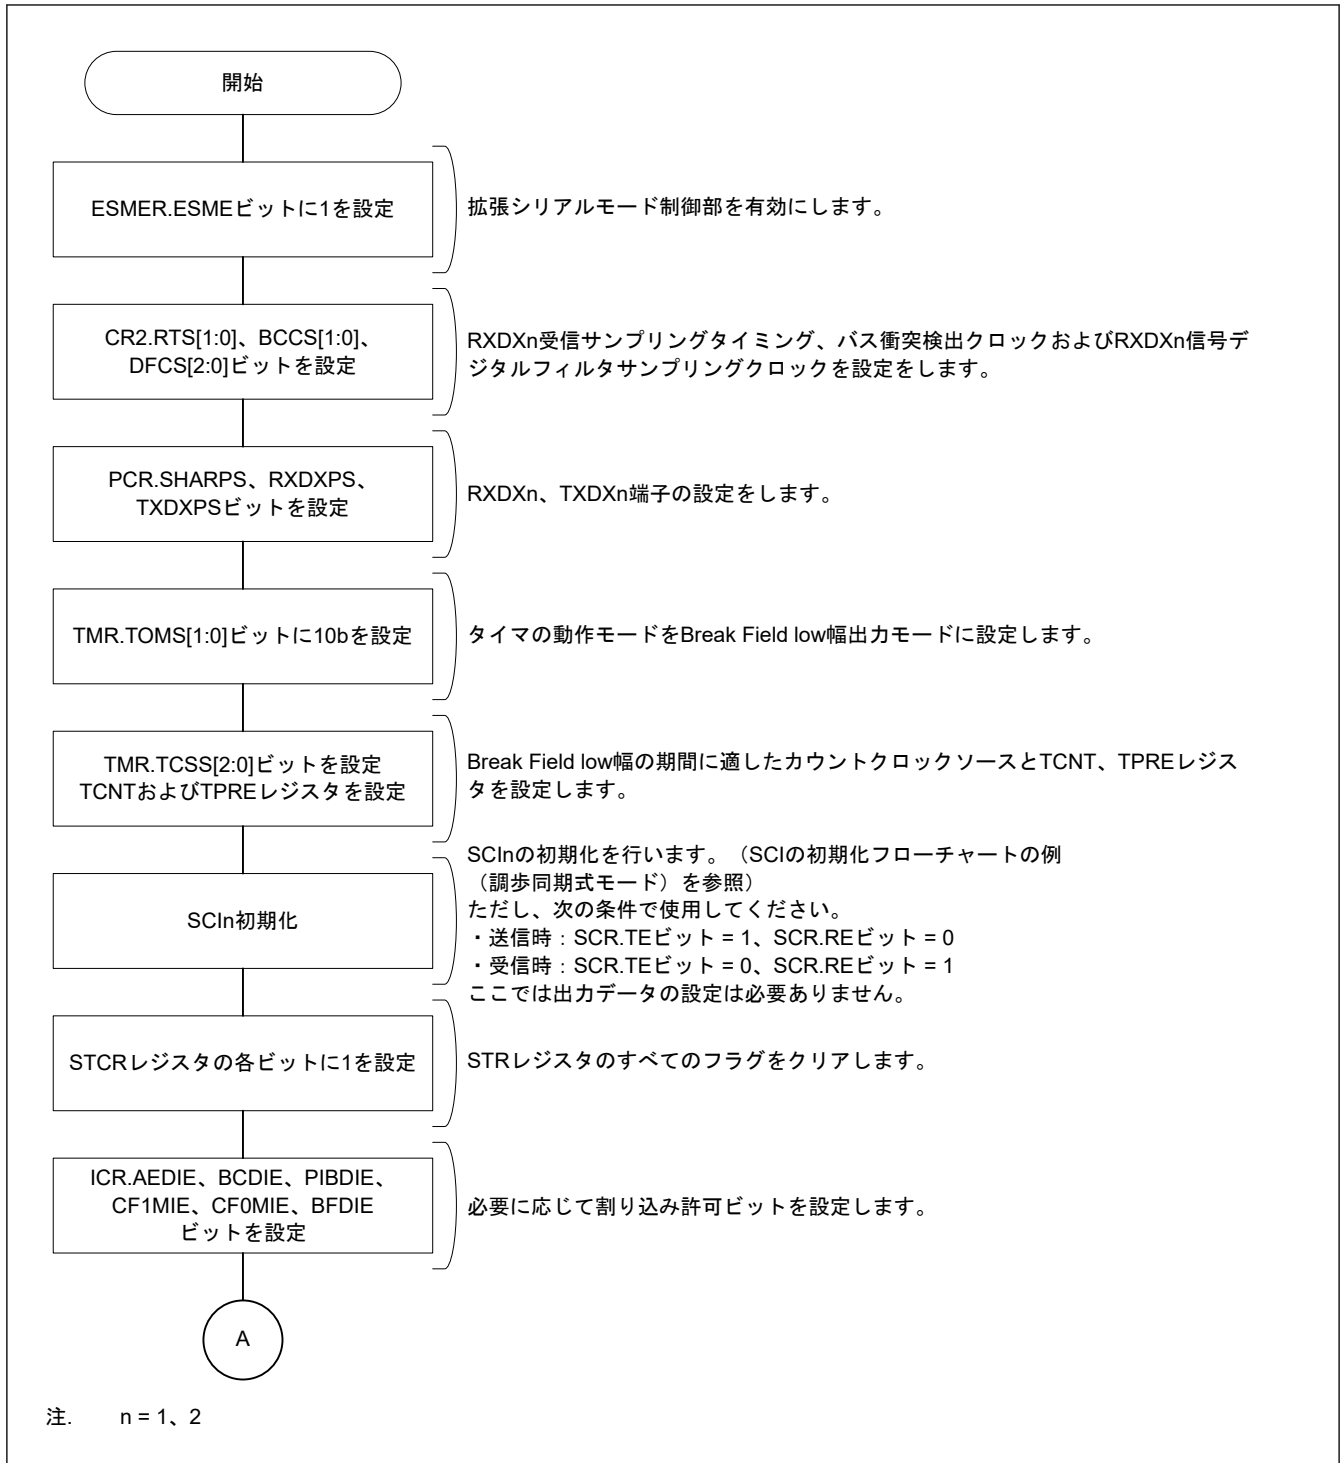 開始
ESMER.ESMEビットに1を設定
拡張シリアルモード制御部を有効にします。
CR2.RTS[1:0]、BCCS[1:0]、
DFCS[2:0]ビットを設定
RXDXn受信サンプリングタイミング、バス衝突検出クロックおよびRXDXn信号デ
ジタルフィルタサンプリングクロックを設定をします。
PCR.SHARPS、RXDXPS、
TXDXPSビットを設定
RXDXn、TXDXn端子の設定をします。
TMR.TOMS[1:0]ビットに10bを設定
タイマの動作モードをBreak Field low幅出力モードに設定します。
TMR.TCSS[2:0]ビットを設定
TCNTおよびTPREレジスタを設定
Break Field low幅の期間に適したカウントクロックソースとTCNT、TPREレジス
タを設定します。
SCIn初期化
SCInの初期化を行います。（SCIの初期化フローチャートの例
（調歩同期式モード）を参照）
ただし、次の条件で使用してください。
・送信時：SCR.TEビット = 1、SCR.REビット = 0
・受信時：SCR.TEビット = 0、SCR.REビット = 1
ここでは出力データの設定は必要ありません。
STCRレジスタの各ビットに1を設定
STRレジスタのすべてのフラグをクリアします。
ICR.AEDIE、BCDIE、PIBDIE、
CF1MIE、CF0MIE、BFDIE
ビットを設定
必要に応じて割り込み許可ビットを設定します。
A
注. n = 1、2